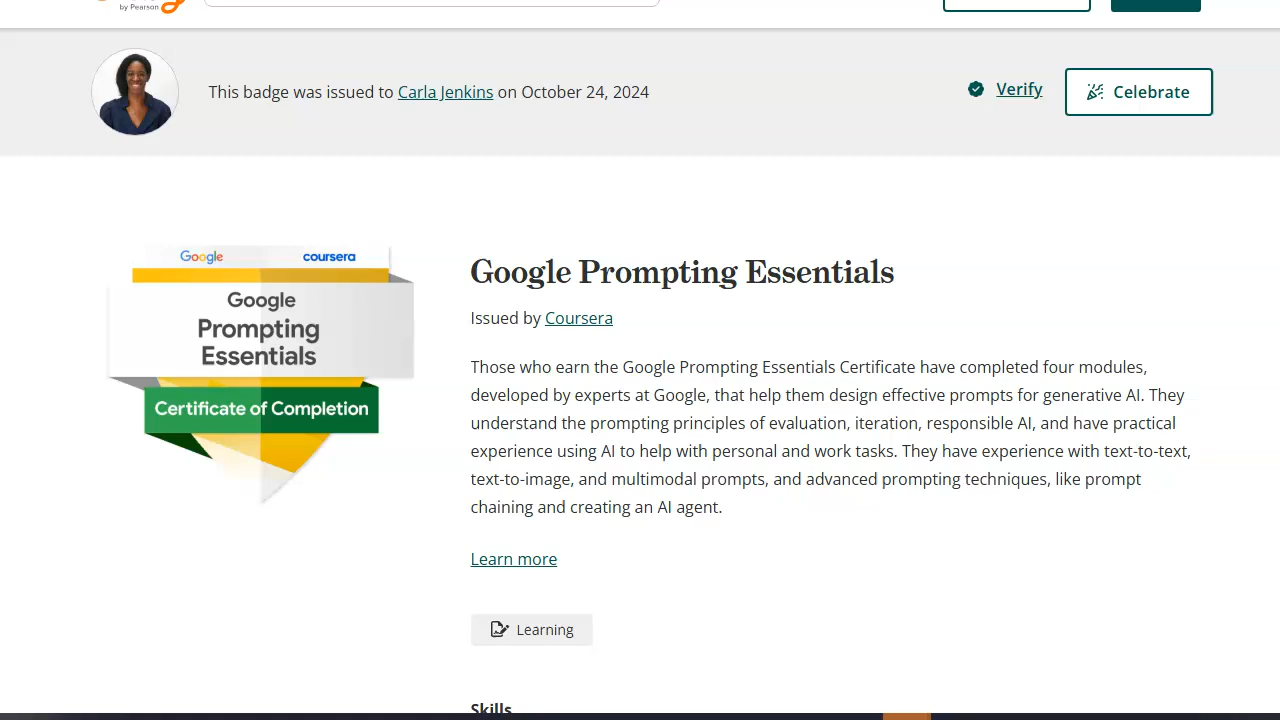 by Pearson
This badge was issued to Carla Jenkins on October 24, 2024
Verify
Celebrate
Google coursera
Google
Prompting
Essentials
Certificate of Completion
Google Prompting Essentials
Issued by Coursera
Those who earn the Google Prompting Essentials Certificate have completed four modules,
developed by experts at Google, that help them design effective prompts for generative AI. They
understand the prompting principles of evaluation, iteration, responsible AI, and have practical
experience using AI to help with personal and work tasks. They have experience with text-to-text,
text-to-image, and multimodal prompts, and advanced prompting techniques, like prompt
chaining and creating an AI agent.
Learn more
Learning
Skills